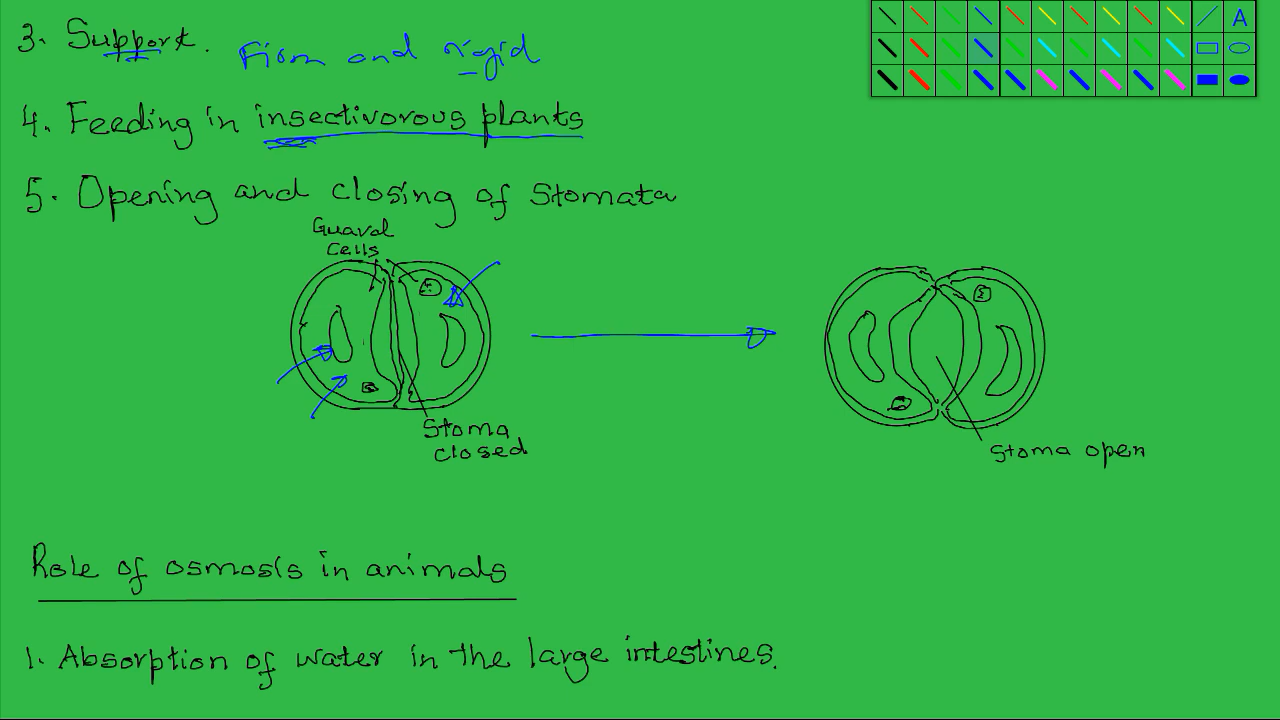 3. Support. Firm and rigid
4. Feeding in insectivorous plants
5. Opening and closing of Stomata
Guard
Cells
Stoma
closed
Stoma open
Role of osmosis in animals
1. Absorption of water in the large intestines.
A